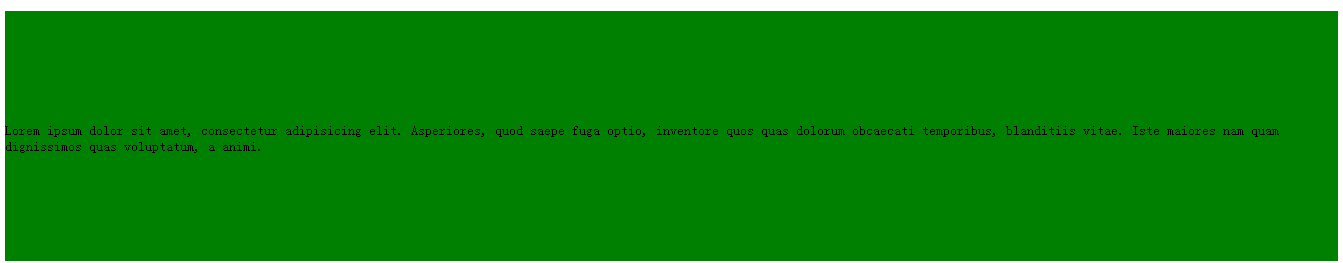 Lorem ipsum dolor sit amet, consectetur adipisicing elit. Asperiores, quod saepe fuga optio, inventore quos quas dolorum obcaecati temporibus, blanditiis vitae. Iste maiores nam quam
dignissimos quas voluptatum, a animi.